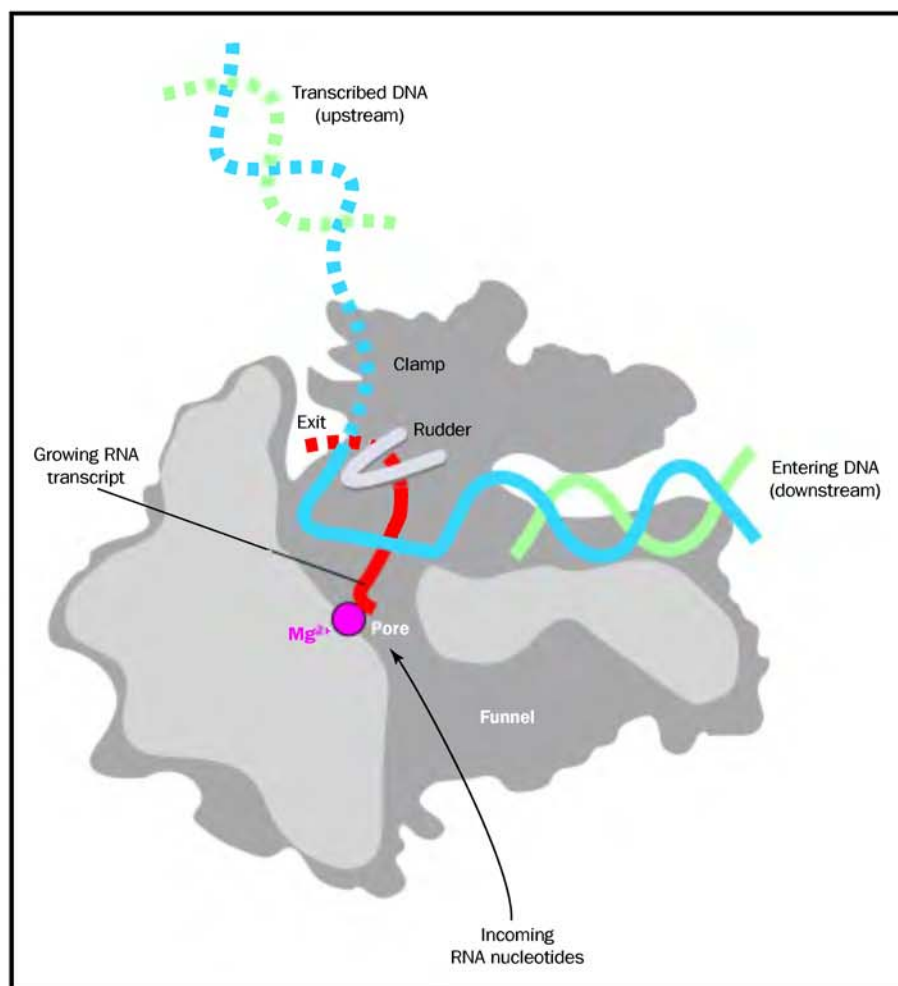 Transcribed DNA
(upstream)
Clamp
Exit
Rudder
Growing RNA
transcript
Entering DNA
(downstream)
Mg2+
Pore
Funnel
Incoming
RNA nucleotides